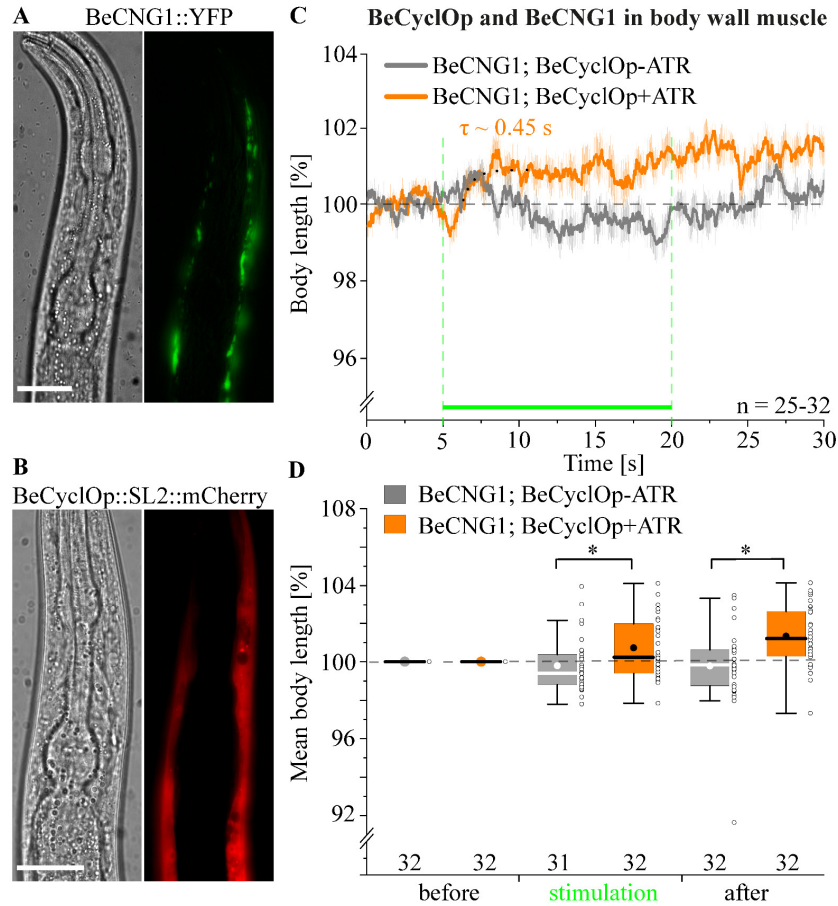 A
BeCNG1::YFP
B
BeCyclOp::SL2::mCherry
C
BeCyclOp and BeCNG1 in body wall muscle
BeCNG1; BeCyclOp-ATR
BeCNG1; BeCyclOp+ATR
τ ~ 0.45 s
Body length [%]
104
102
100
98
96
n = 25-32
0 5 10 15 20 25 30
Time [s]
D
BeCNG1; BeCyclOp-ATR
BeCNG1; BeCyclOp+ATR
* *
Mean body length [%]
108
104
100
96
92
32 32 31 32 32 32
before stimulation after